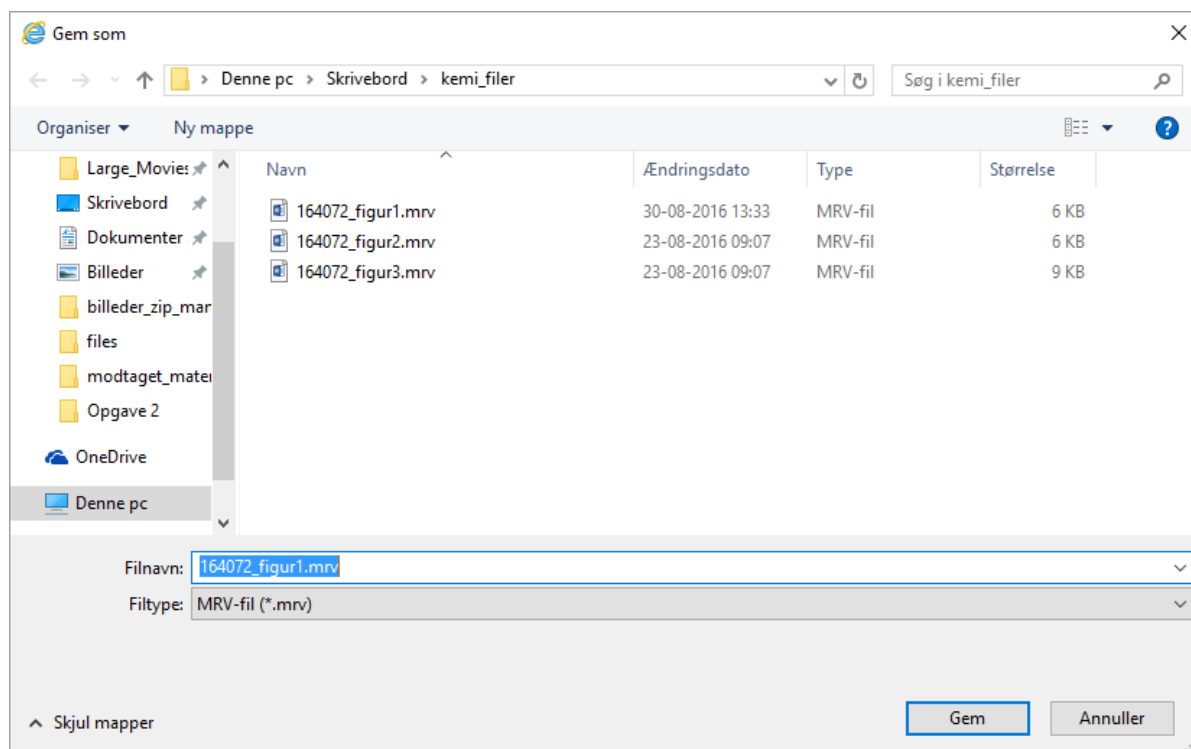 Gem som
Denne pc > Skrivebord > kemi_filer
Søg i kemi_filer
Organiser
Ny mappe
Large_Movies
Skrivebord
Dokumenter
Billeder
billeder_zip_mar
files
modtaget_mater
Opgave 2
OneDrive
Denne pc
Navn Ændringsdato Type Størrelse
164072_figur1.mrv 30-08-2016 13:33 MRV-fil 6 KB
164072_figur2.mrv 23-08-2016 09:07 MRV-fil 6 KB
164072_figur3.mrv 23-08-2016 09:07 MRV-fil 9 KB
Filnavn: 164072_figur1.mrv
Filtype: MRV-fil (*.mrv)
Skjul mapper
Gem
Annuller